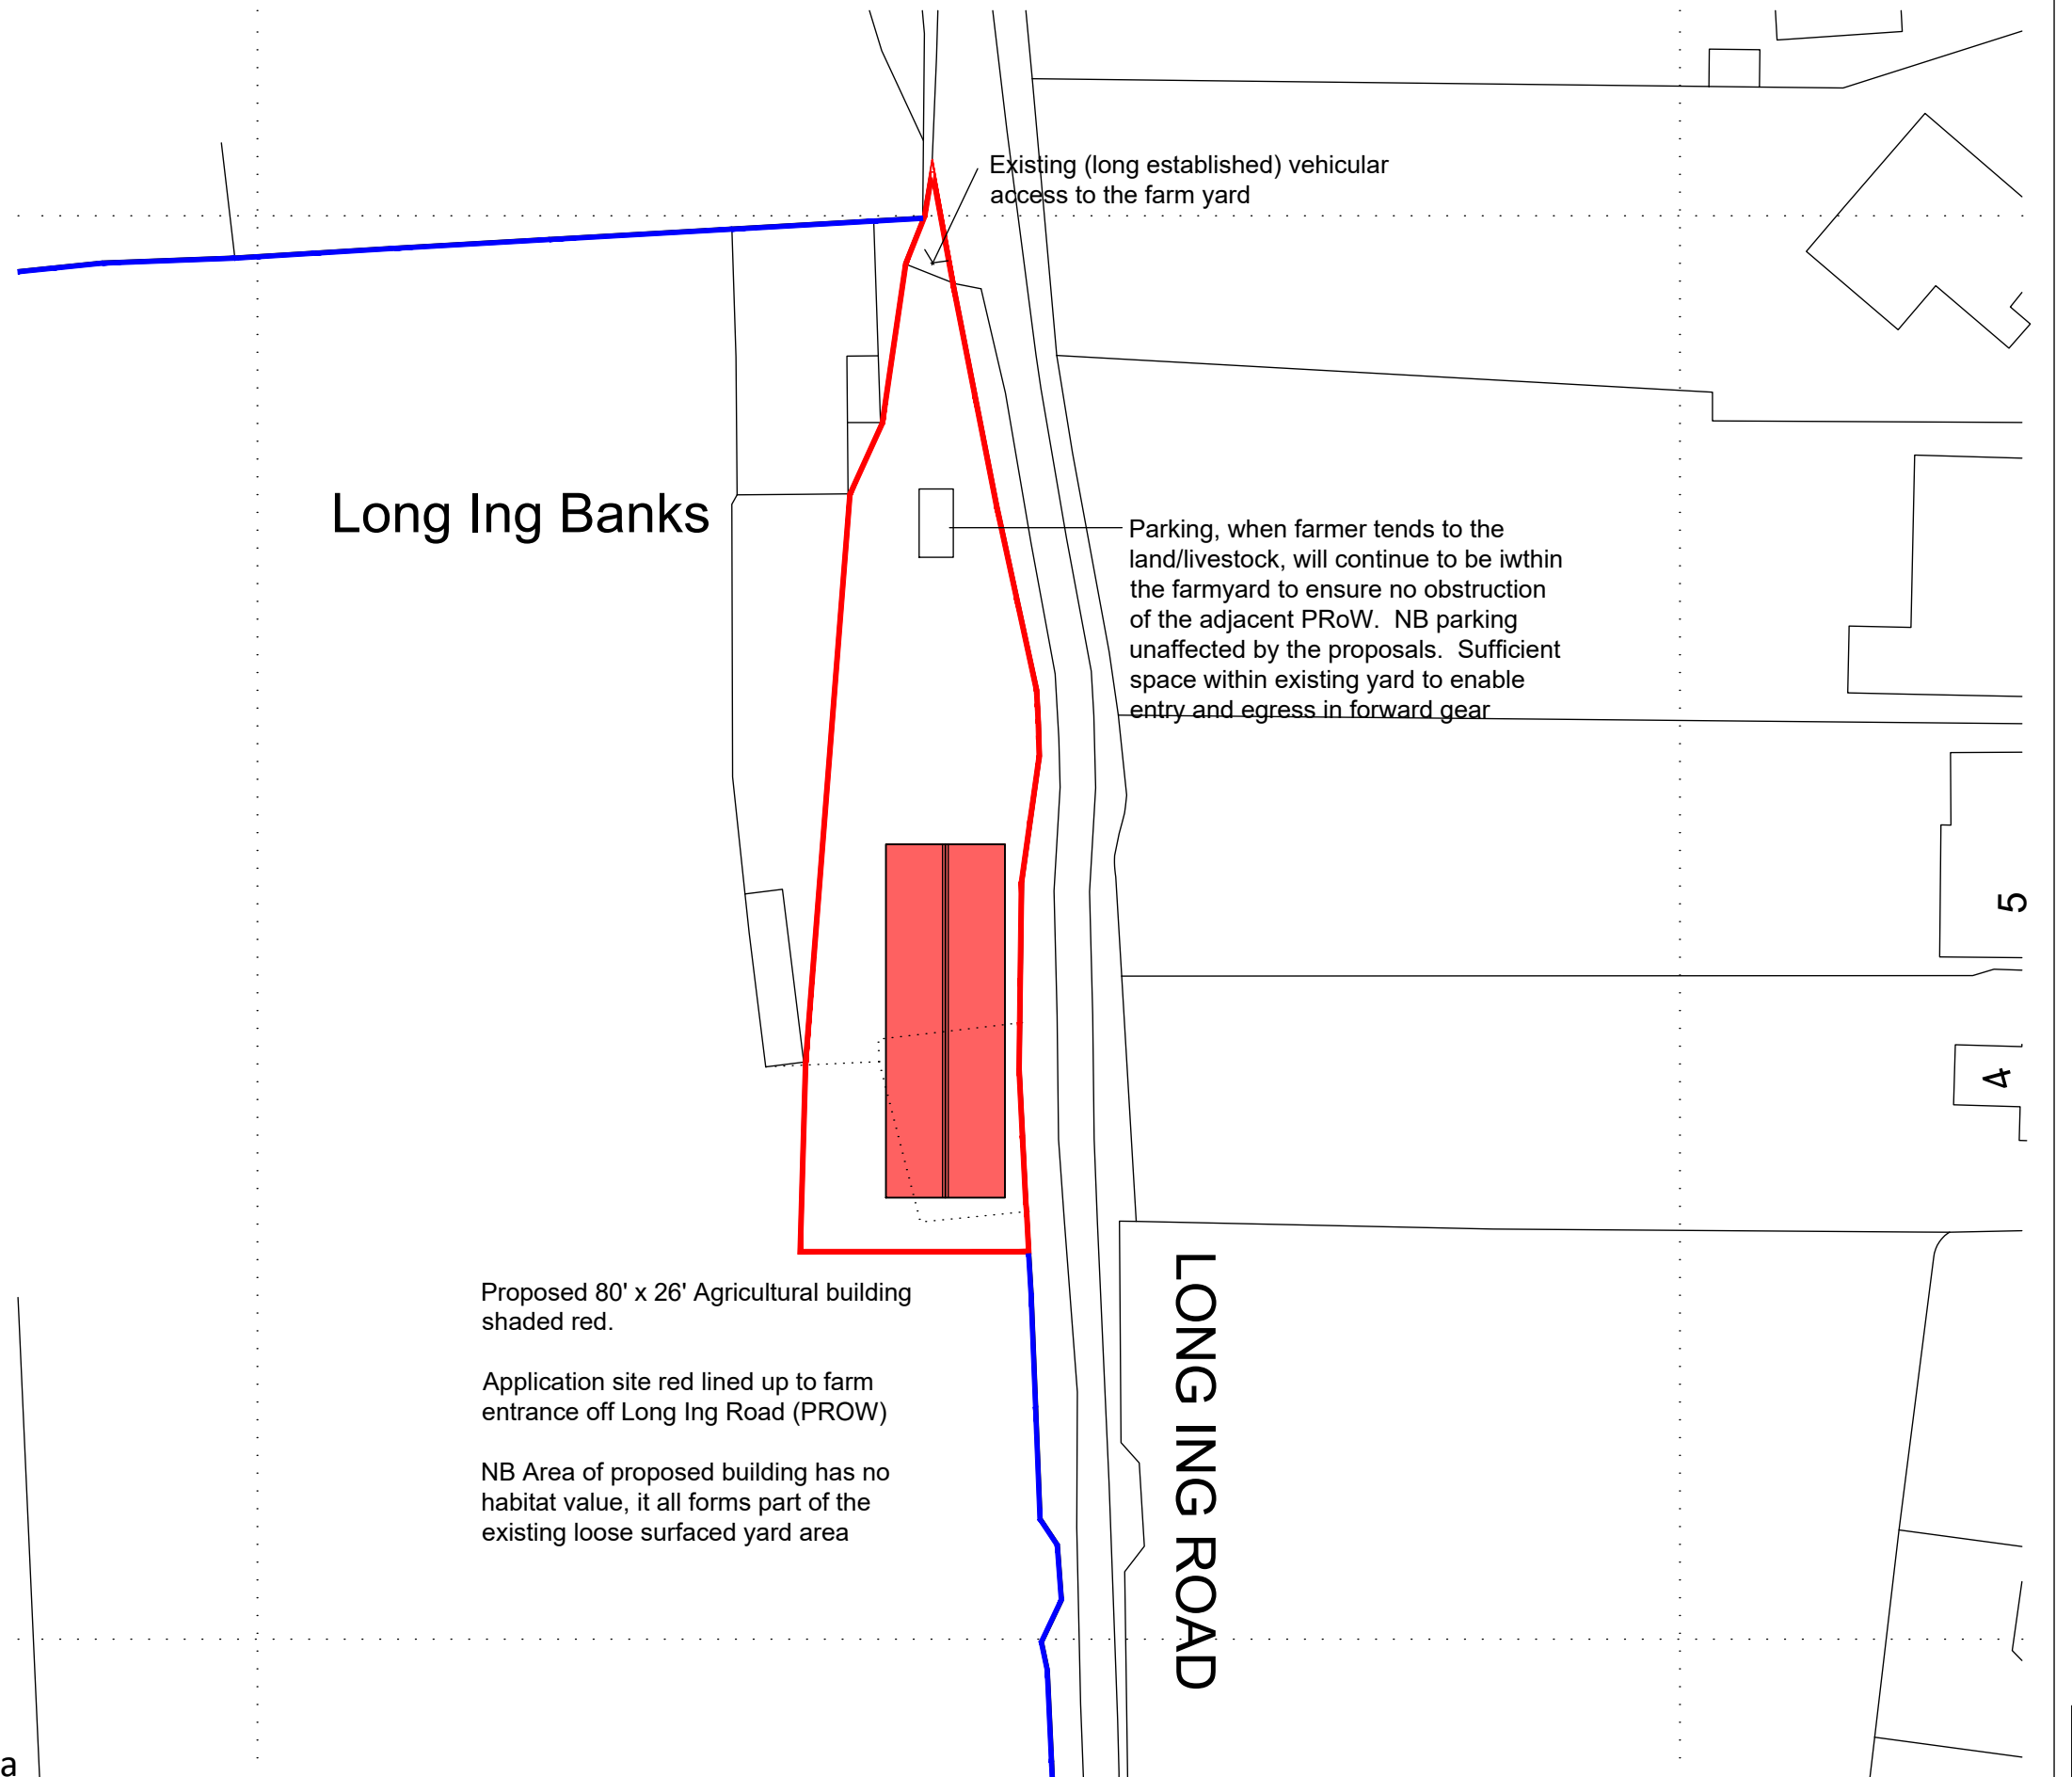 Existing (long established) vehicular
access to the farm yard
Long Ing Banks
Parking, when farmer tends to the
land/livestock, will continue to be iwthin
the farmyard to ensure no obstruction
of the adjacent PRoW.  NB parking
unaffected by the proposals.  Sufficient
space within existing yard to enable
entry and egress in forward gear
5
4
Proposed 80' x 26' Agricultural building
shaded red.
Application site red lined up to farm
entrance off Long Ing Road (PROW)
NB Area of proposed building has no
habitat value, it all forms part of the
existing loose surfaced yard area
LONG ING ROAD
a